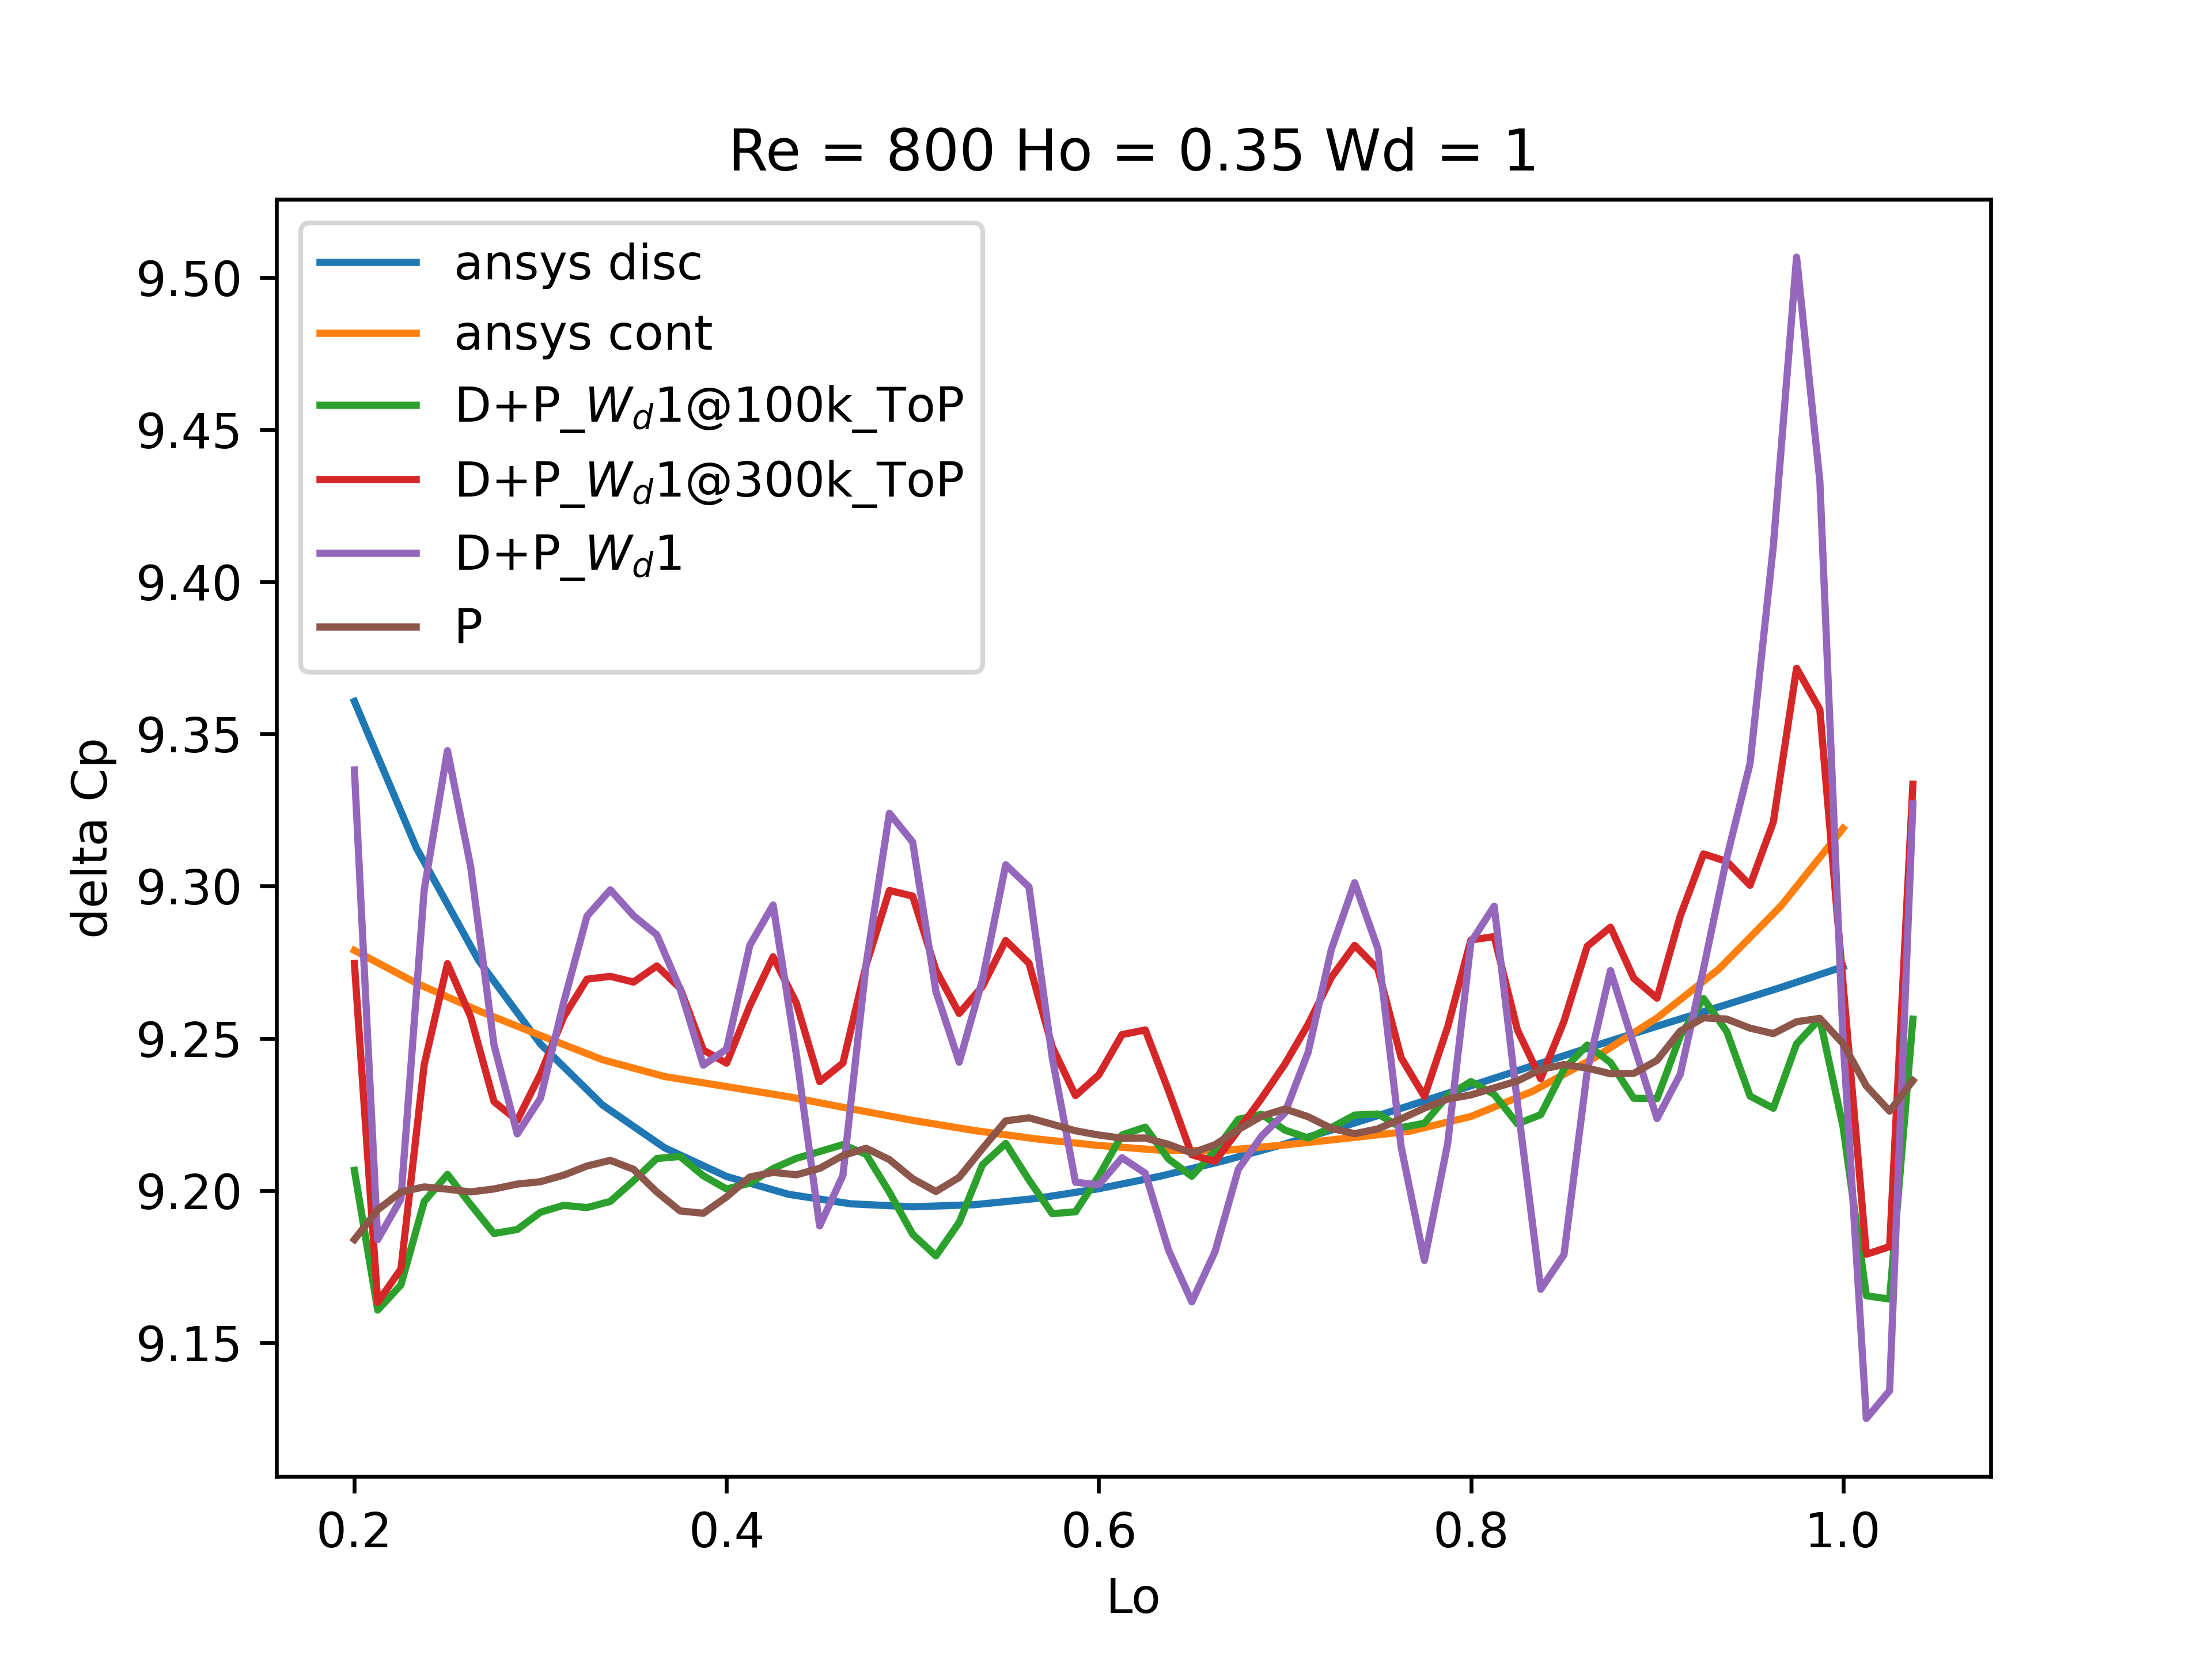 Re = 800 Ho = 0.35 Wd = 1
ansys disc
ansys cont
D+P_W_d1@100k_ToP
D+P_W_d1@300k_ToP
D+P_W_d1
P
delta Cp
9.50
9.45
9.40
9.35
9.30
9.25
9.20
9.15
0.2 0.4 0.6 0.8 1.0
Lo